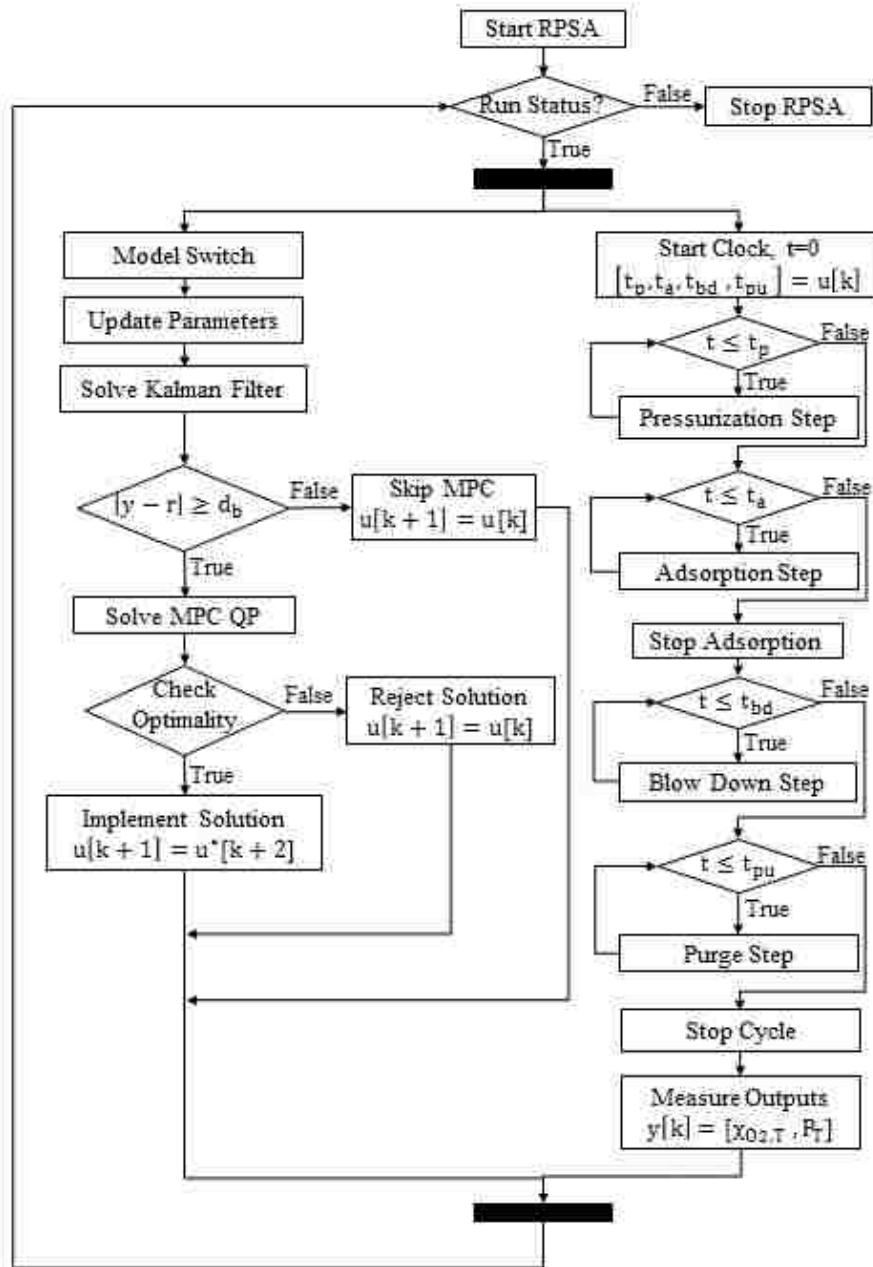 Start RPSA
Run Status?
False
Stop RPSA
True
Model Switch
Update Parameters
Solve Kalman Filter
|y − r| ≥ d_b
False
Skip MPC
u[k + 1] = u[k]
True
Solve MPC QP
Check
Optimality
False
Reject Solution
u[k + 1] = u[k]
True
Implement Solution
u[k + 1] = u*[k + 2]
Start Clock, t=0
[t_p, t_a, t_bd, t_pu] = u[k]
t ≤ t_p
False
True
Pressurization Step
t ≤ t_a
False
True
Adsorption Step
Stop Adsorption
t ≤ t_bd
False
True
Blow Down Step
t ≤ t_pu
False
True
Purge Step
Stop Cycle
Measure Outputs
y[k] = [χ_O2,T , P_T]